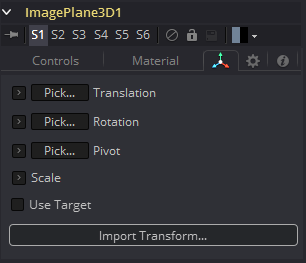 ImagePlane3D1
S1 S2 S3 S4 S5 S6
Controls Material
Pick... Translation
Pick... Rotation
Pick... Pivot
Scale
Use Target
Import Transform...